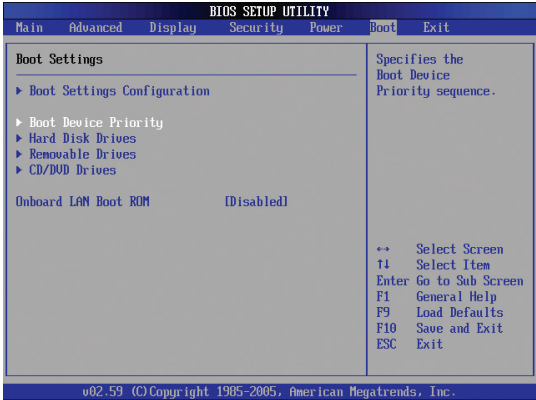 BIOS SETUP UTILITY
Main Advanced Display Security Power Boot Exit
Boot Settings
Boot Settings Configuration
Boot Device Priority
Hard Disk Drives
Removable Drives
CD/DVD Drives
Onboard LAN Boot ROM [Disabled]
Specifies the
Boot Device
Priority sequence.
↔ Select Screen
↑↓ Select Item
Enter Go to Sub Screen
F1 General Help
F9 Load Defaults
F10 Save and Exit
ESC Exit
v02.59 (C)Copyright 1985-2005, American Megatrends, Inc.